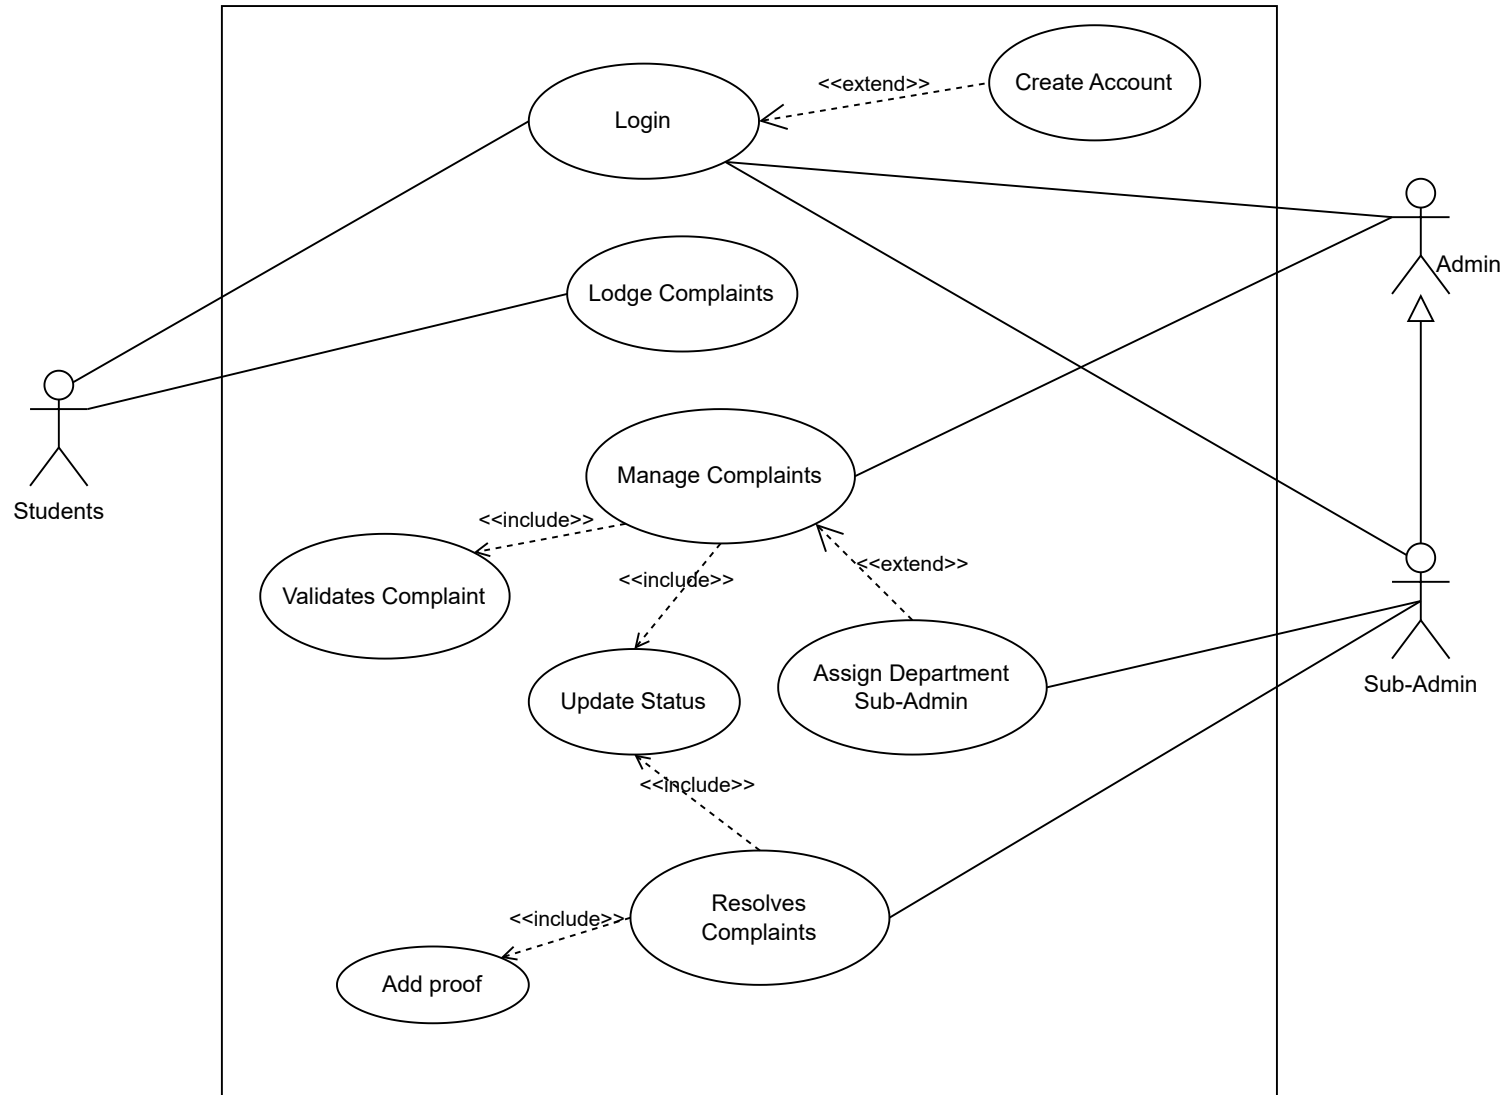 Create Account
<<extend>>
Login
Admin
Lodge Complaints
Manage Complaints
Students
<<include>>
<<extend>>
<<include>>
Validates Complaint
Assign Department
Sub-Admin
Sub-Admin
Update Status
<<include>>
Resolves
Complaints
<<include>>
Add proof